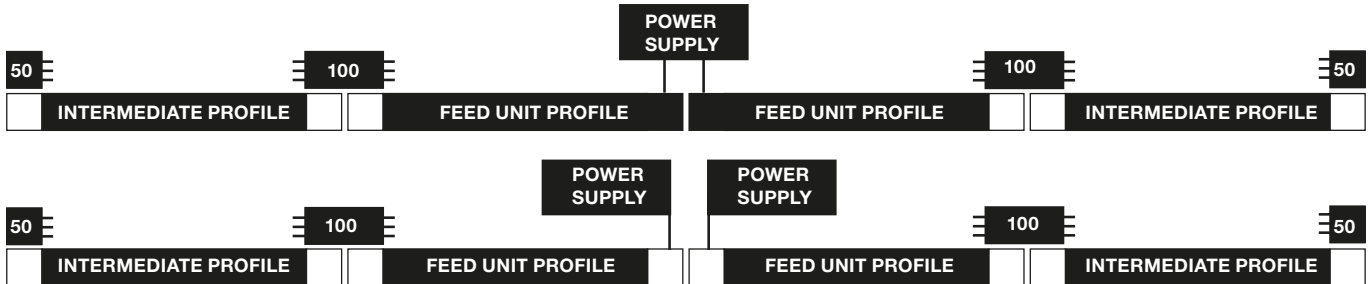 POWER
SUPPLY
50 100 100 50
INTERMEDIATE PROFILE FEED UNIT PROFILE FEED UNIT PROFILE INTERMEDIATE PROFILE
POWER
SUPPLY
POWER
SUPPLY
50 100 100 50
INTERMEDIATE PROFILE FEED UNIT PROFILE FEED UNIT PROFILE INTERMEDIATE PROFILE